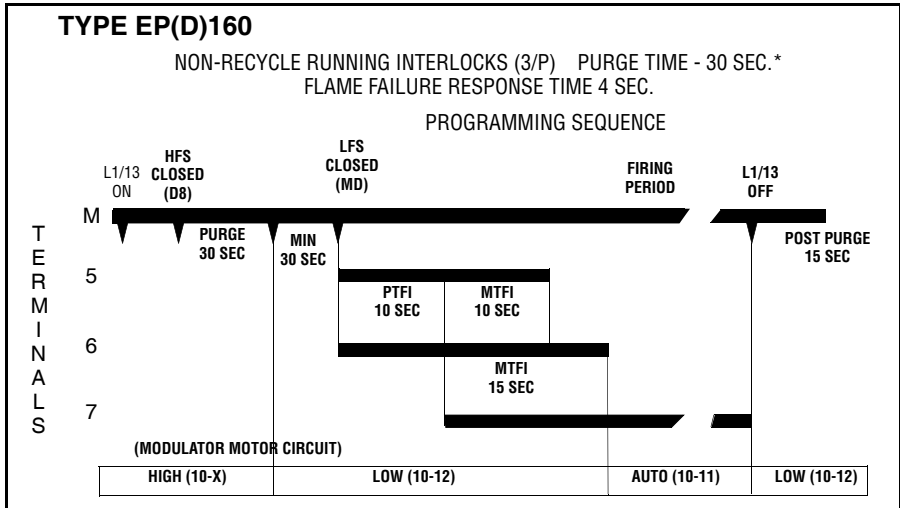 TYPE EP(D)160
NON-RECYCLE RUNNING INTERLOCKS (3/P) PURGE TIME - 30 SEC.*
FLAME FAILURE RESPONSE TIME 4 SEC.
PROGRAMMING SEQUENCE
L1/13
ON
HFS
CLOSED
(D8)
LFS
CLOSED
(MD)
FIRING
PERIOD
L1/13
OFF
TERMINALS
M
PURGE
30 SEC
MIN
30 SEC
POST PURGE
15 SEC
5
PTFI
10 SEC
MTFI
10 SEC
6
MTFI
15 SEC
7
(MODULATOR MOTOR CIRCUIT)
HIGH (10-X) LOW (10-12) AUTO (10-11) LOW (10-12)